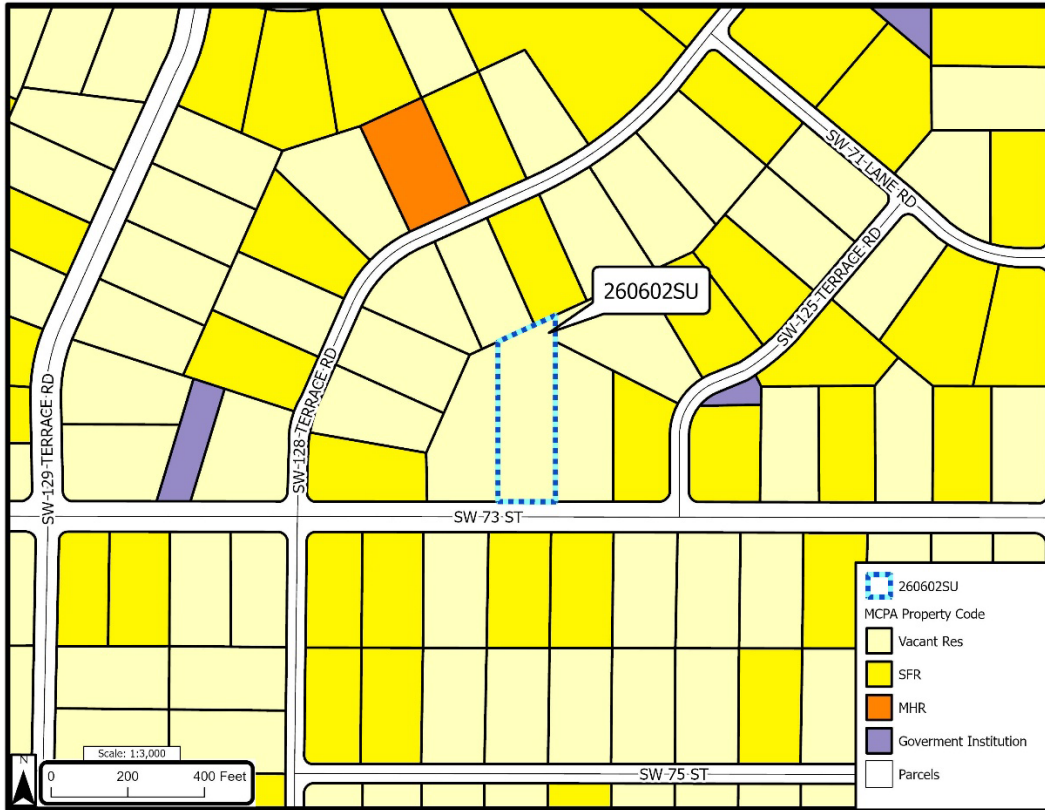 SW 71 LANE RD
SW 125 TERRACE RD
260602SU
SW 128 TERRACE RD
SW 129 TERRACE RD
SW 73 ST
260602SU
MCPA Property Code
Vacant Res
SFR
MHR
Goverment Institution
Parcels
N
Scale: 1:3,000
0 200 400 Feet
SW 75 ST